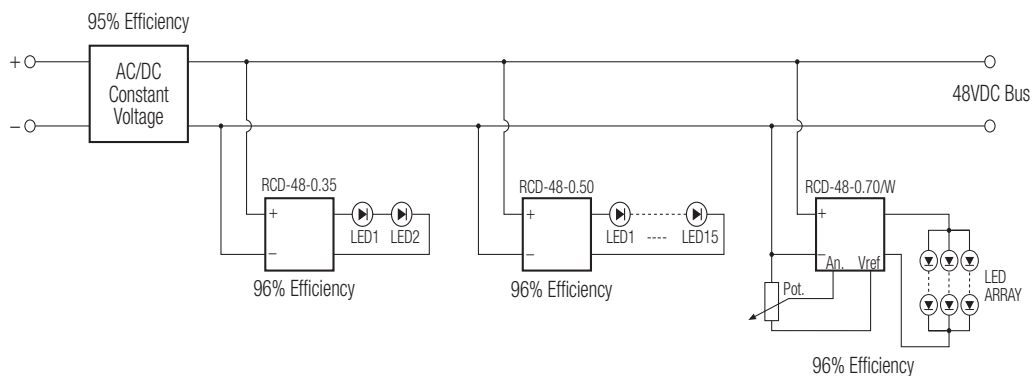 95% Efficiency
+
AC/DC
Constant
Voltage
−
48VDC Bus
RCD-48-0.35
+
−
LED1
LED2
96% Efficiency
RCD-48-0.50
+
−
LED1
----
LED15
96% Efficiency
RCD-48-0.70/W
+
−
An.
Vref
Pot.
LED
ARRAY
96% Efficiency